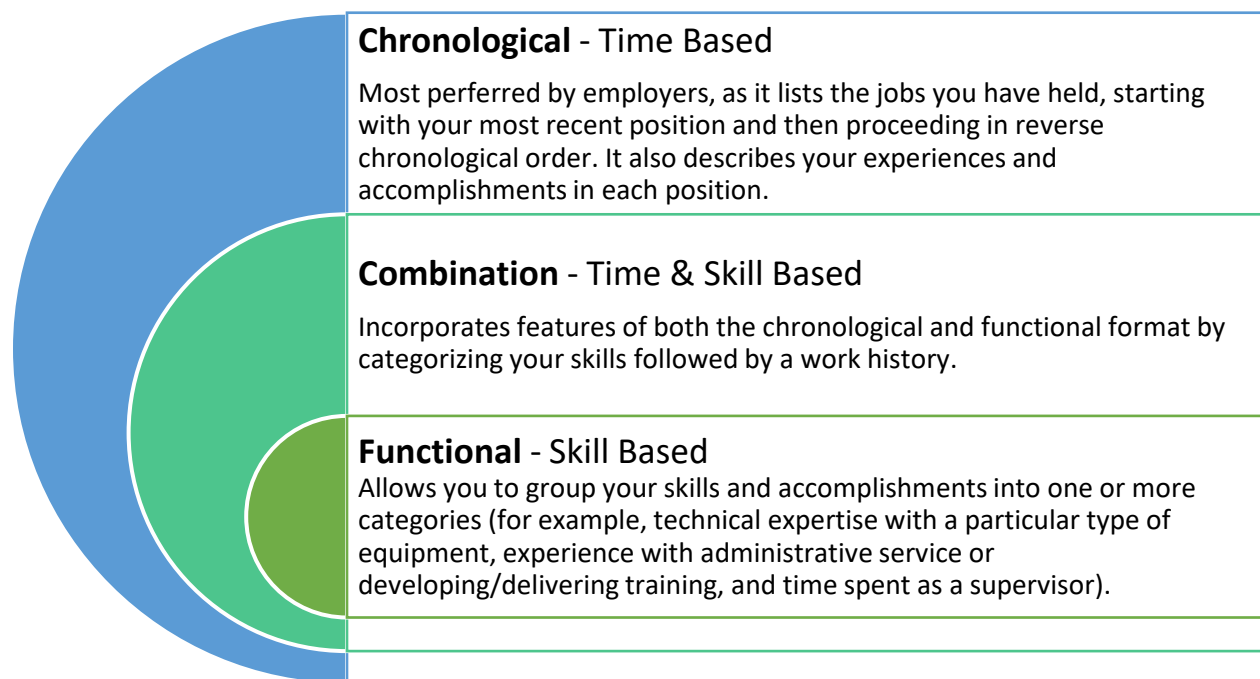 Chronological - Time Based
Most perferred by employers, as it lists the jobs you have held, starting
with your most recent position and then proceeding in reverse
chronological order. It also describes your experiences and
accomplishments in each position.
Combination - Time & Skill Based
Incorporates features of both the chronological and functional format by
categorizing your skills followed by a work history.
Functional - Skill Based
Allows you to group your skills and accomplishments into one or more
categories (for example, technical expertise with a particular type of
equipment, experience with administrative service or
developing/delivering training, and time spent as a supervisor).